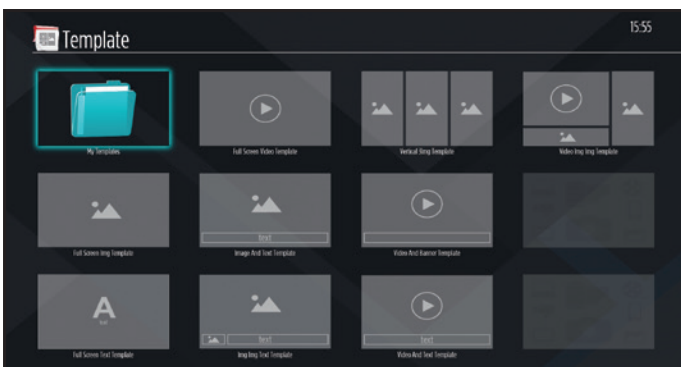 Template
15:55
My Templates
Full Screen Video Template
Vertical 3Img Template
Video Img Img Template
Full Screen Img Template
text
Image And Text Template
Video And Banner Template
A
text
Full Screen Text Template
text
Img Img Text Template
text
Video And Text Template